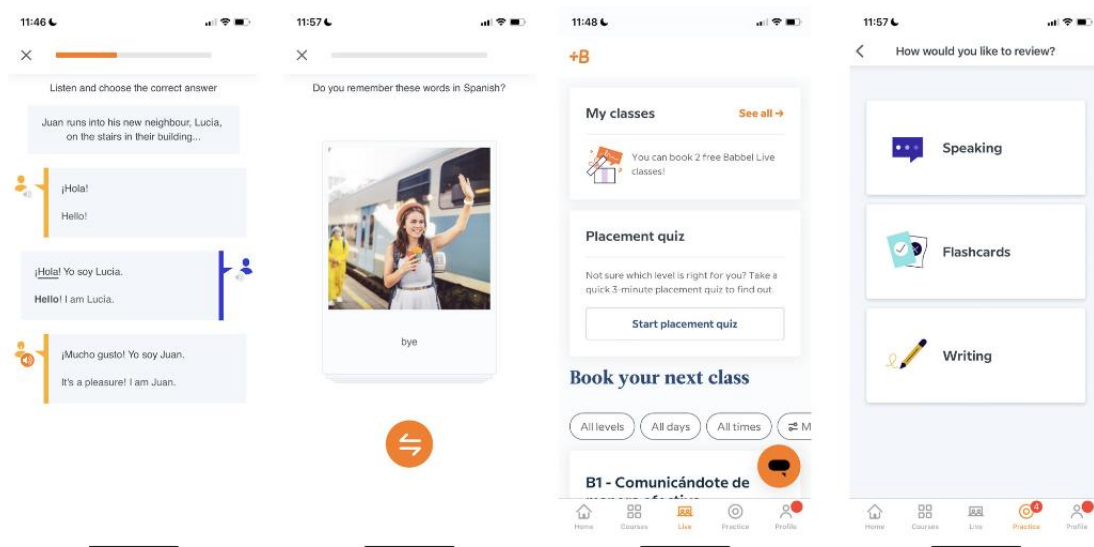 11:46
Listen and choose the correct answer
Juan runs into his new neighbour, Lucia,
on the stairs in their building...
¡Hola!
Hello!
¡Hola! Yo soy Lucia.
Hello! I am Lucia.
¡Mucho gusto! Yo soy Juan.
It's a pleasure! I am Juan.
11:57
Do you remember these words in Spanish?
bye
11:48
+B
My classes
See all →
You can book 2 free Babbel Live
classes!
Placement quiz
Not sure which level is right for you? Take a
quick 3-minute placement quiz to find out.
Start placement quiz
Book your next class
All levels
All days
All times
M
B1 - Comunicándote de
Home
Courses
Live
Practice
Profile
11:57
How would you like to review?
Speaking
Flashcards
Writing
4
Home
Courses
Live
Practice
Profile